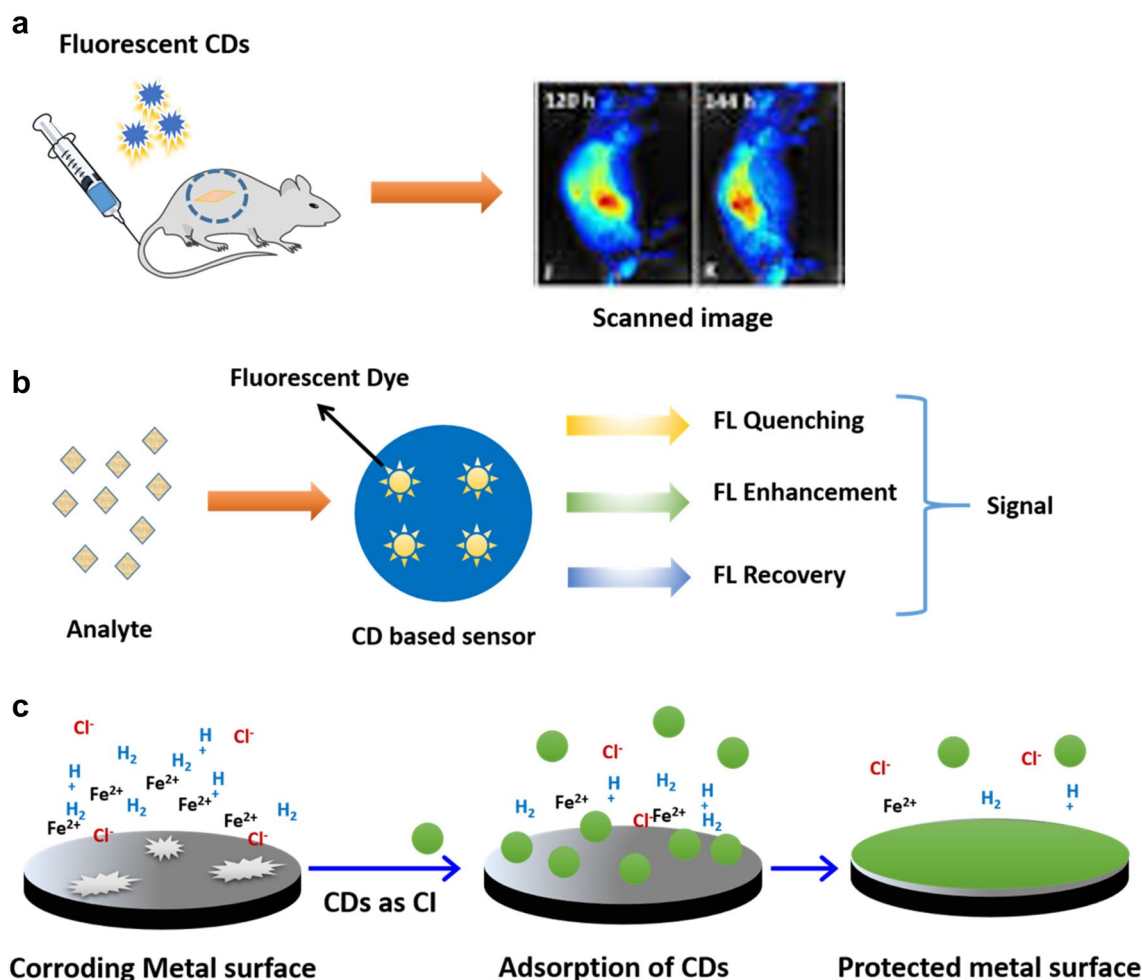 a
Fluorescent CDs
120 h
144 h
J
K
Scanned image
b
Fluorescent Dye
FL Quenching
FL Enhancement
Signal
FL Recovery
Analyte
CD based sensor
c
Cl-
H
+
Cl-
H2
H2
H
+
H
+
Fe2+
Fe2+
H2
H2
Fe2+
H2
Fe2+
Fe2+
Cl-
Cl-
CDs as CI
Corroding Metal surface
Cl-
H
+
H2
H
+
H2
Fe2+
Cl-
Fe2+
H2
Adsorption of CDs
Cl-
Cl-
Fe2+
H2
H
+
Protected metal surface